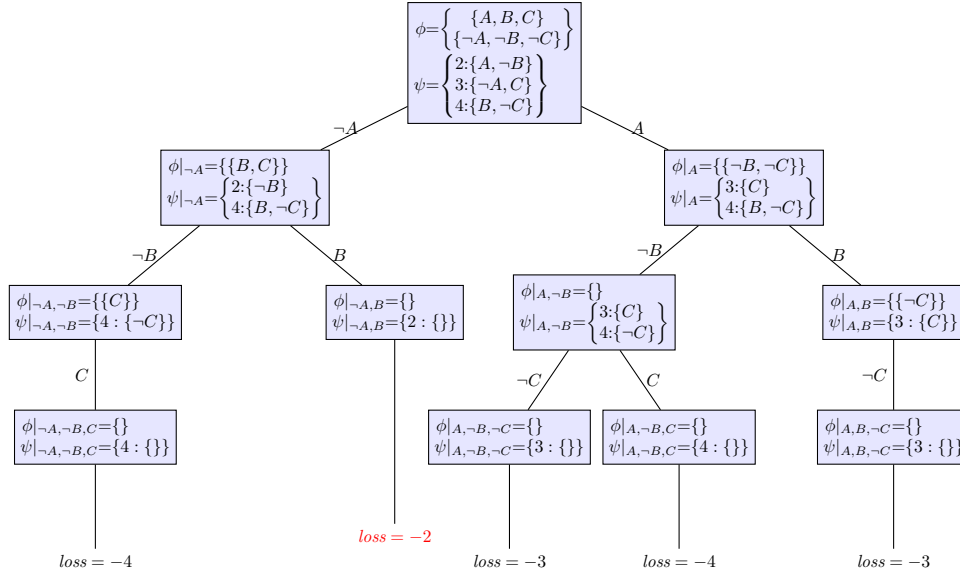 ϕ={ {A, B, C}
{¬A, ¬B, ¬C} }
ψ={ 2:{A, ¬B}
3:{¬A, C}
4:{B, ¬C} }
¬A
A
ϕ|¬A={{B, C}}
ψ|¬A={ 2:{¬B}
4:{B, ¬C} }
ϕ|A={{¬B, ¬C}}
ψ|A={ 3:{C}
4:{B, ¬C} }
¬B
B
¬B
B
ϕ|¬A,¬B={{C}}
ψ|¬A,¬B={4 : {¬C}}
ϕ|¬A,B={}
ψ|¬A,B={2 : {}}
ϕ|A,¬B={}
ψ|A,¬B={ 3:{C}
4:{¬C} }
ϕ|A,B={{¬C}}
ψ|A,B={3 : {C}}
C
¬C
C
¬C
ϕ|¬A,¬B,C={}
ψ|¬A,¬B,C={4 : {}}
ϕ|A,¬B,¬C={}
ψ|A,¬B,¬C={3 : {}}
ϕ|A,¬B,C={}
ψ|A,¬B,C={4 : {}}
ϕ|A,B,¬C={}
ψ|A,B,¬C={3 : {}}
loss = −4
loss = −2
loss = −3
loss = −4
loss = −3